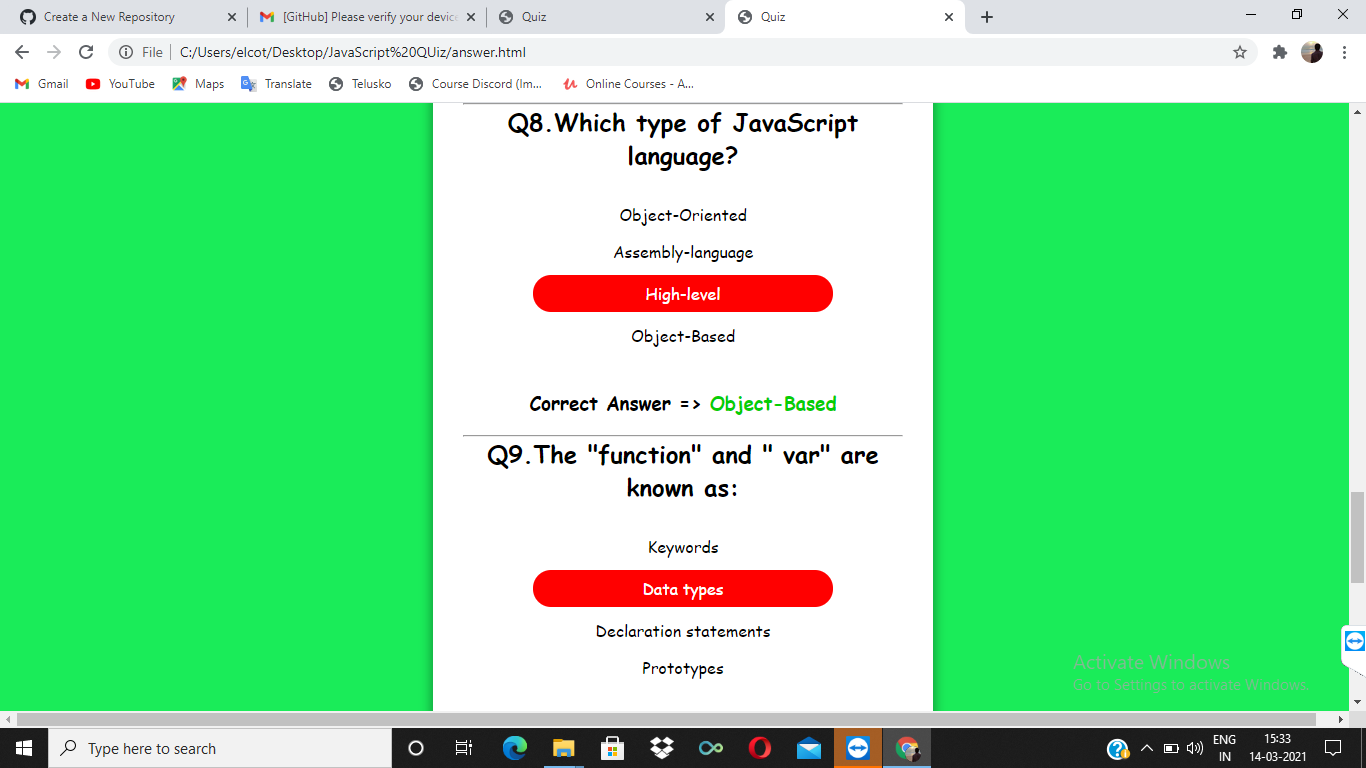 Create a New Repository
[GitHub] Please verify your device
Quiz
Quiz
File
C:/Users/elcot/Desktop/JavaScript%20QUiz/answer.html
Gmail
YouTube
Maps
Translate
Telusko
Course Discord (Im...
Online Courses - A...
Q8.Which type of JavaScript
language?
Object-Oriented
Assembly-language
High-level
Object-Based
Correct Answer => Object-Based
Q9.The "function" and " var" are
known as:
Keywords
Data types
Declaration statements
Prototypes
Activate Windows
Go to Settings to activate Windows.
Type here to search
ENG
IN
15:33
14-03-2021